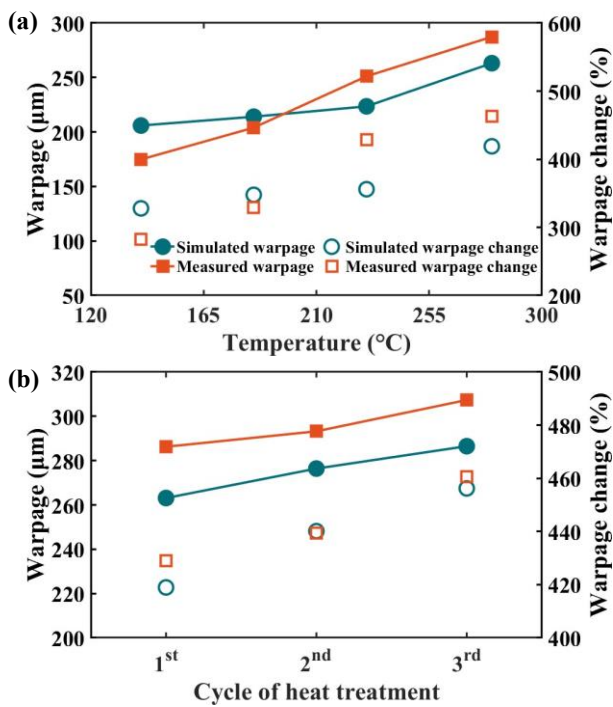 (a)
300
250
200
150
100
50
Warpage (μm)
600
500
400
300
200
Warpage change (%)
Simulated warpage
Simulated warpage change
Measured warpage
Measured warpage change
120
165
210
255
300
Temperature (°C)
(b)
320
300
280
260
240
220
200
Warpage (μm)
500
480
460
440
420
400
Warpage change (%)
1st
2nd
3rd
Cycle of heat treatment